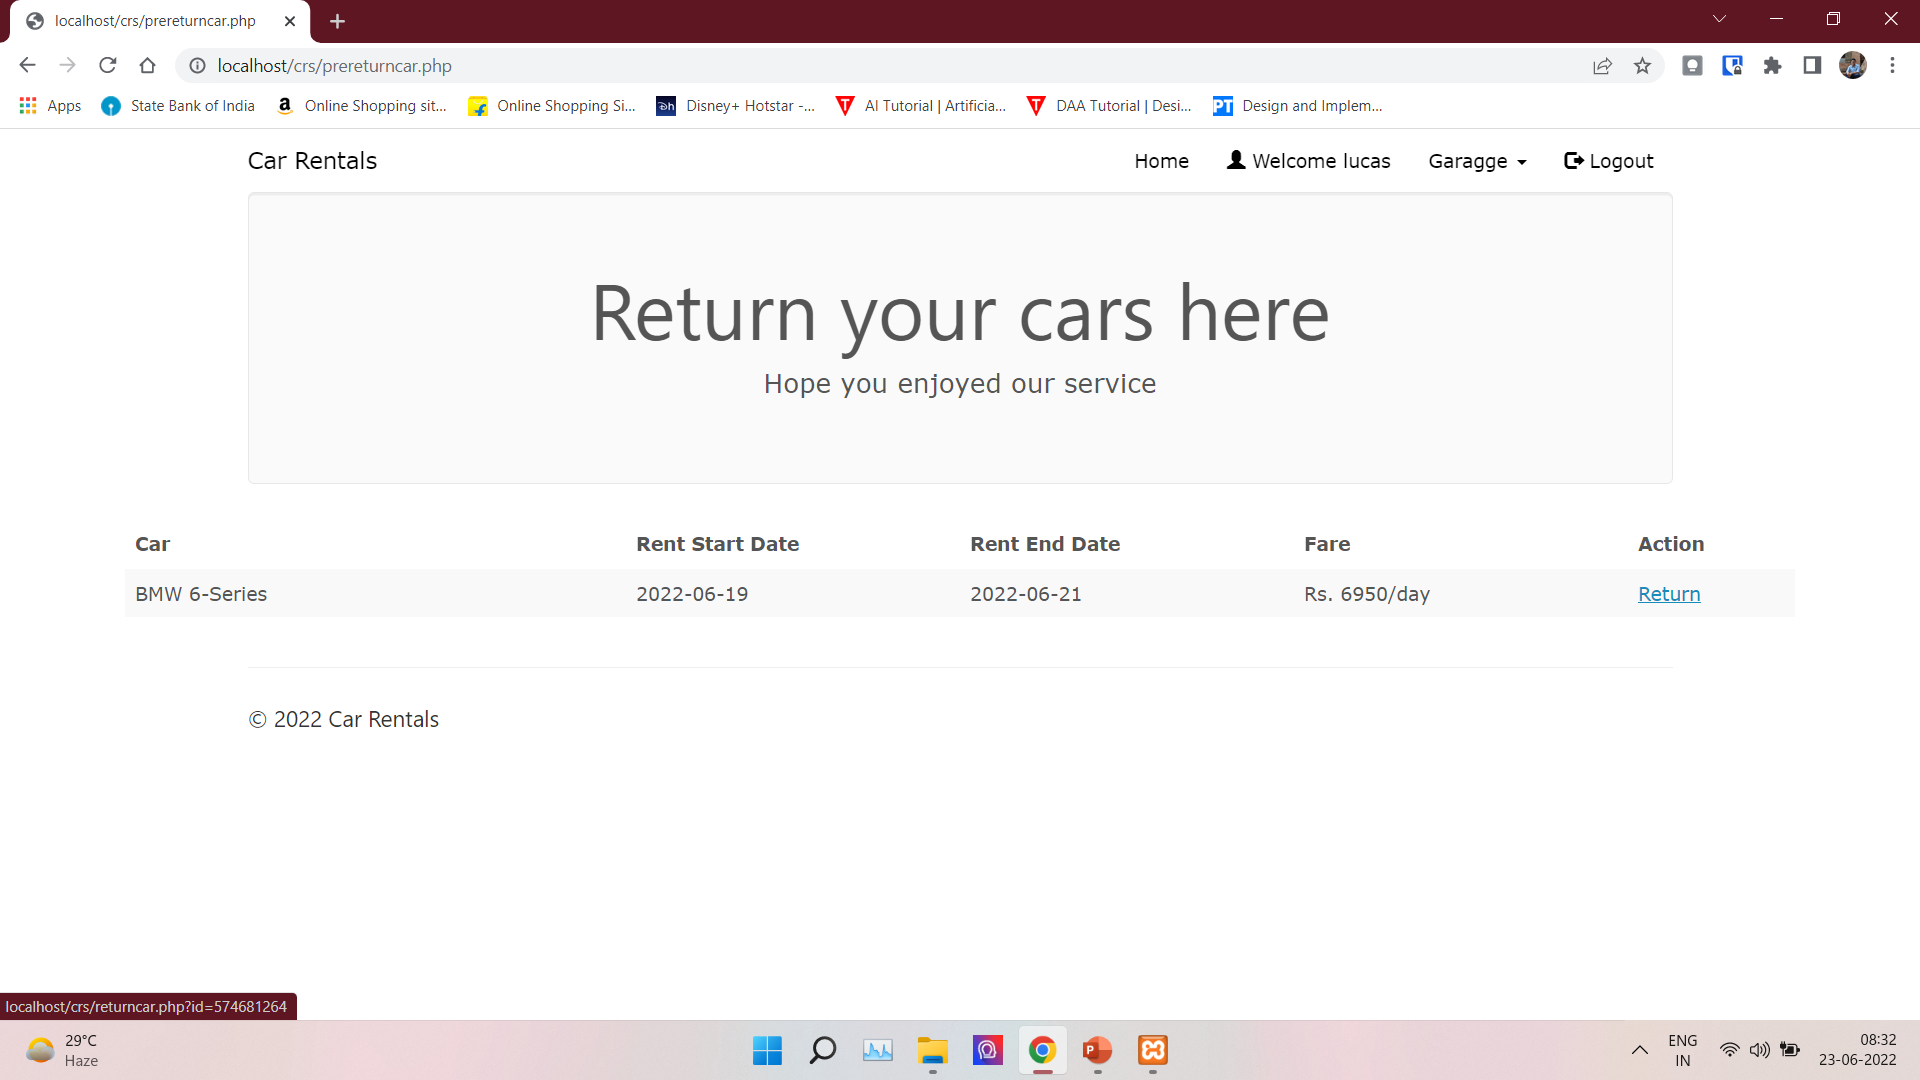 localhost/crs/prereturncar.php
localhost/crs/prereturncar.php
Apps State Bank of India Online Shopping sit... Online Shopping Si... Disney+ Hotstar -... AI Tutorial | Artificia... DAA Tutorial | Desi... PT Design and Implem...
Car Rentals Home Welcome lucas Garagge Logout
Return your cars here
Hope you enjoyed our service
Car Rent Start Date Rent End Date Fare Action
BMW 6-Series 2022-06-19 2022-06-21 Rs. 6950/day Return
© 2022 Car Rentals
localhost/crs/returncar.php?id=574681264
29°C
Haze
ENG
IN
08:32
23-06-2022